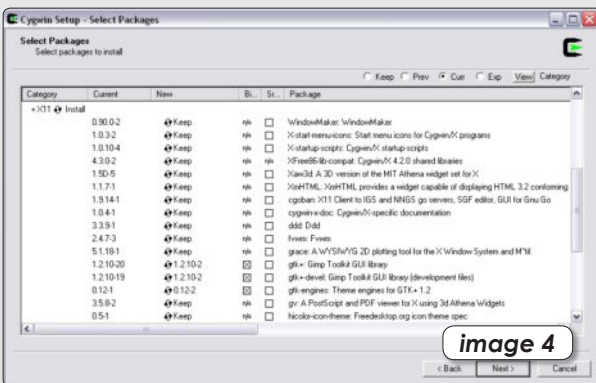 Cygwin Setup - Select Packages
Select Packages
Select packages to install
Keep Prev Curr Exp View Category
Category Current New Bi... Sr... Package
+X11 Install
0.90.0-2 Keep n/a WindowMaker: WindowMaker
1.0.3-2 Keep n/a X-start-menu-icons: Start menu icons for Cygwin/X programs
1.0.10-4 Keep n/a X-startup-scripts: Cygwin/X startup-scripts
4.3.0-2 Keep n/a n/a XFree86-lib-compat: Cygwin/X 4.2.0 shared libraries
1.5D-5 Keep n/a Xaw3d: A 3D version of the MIT Athena widget set for X
1.1.7-1 Keep n/a XmHTML: XmHTML provides a widget capable of displaying HTML 3.2 conforming
1.9.14-1 Keep n/a cgoban: X11 Client to IGS and NNGS go servers, SGF editor, GUI for Gnu Go
1.0.4-1 Keep n/a cygwin-x-doc: Cygwin/X-specific documentation
3.3.9-1 Keep n/a ddd: Ddd
2.4.7-3 Keep n/a fvwm: Fvwm
5.1.18-1 Keep n/a grace: A WYSIWYG 2D plotting tool for the X Window System and M*tif.
1.2.10-20 1.2.10-2 gtk+: Gimp Toolkit GUI library
1.2.10-19 1.2.10-2 gtk+-devel: Gimp Toolkit GUI library (development files)
0.12-1 0.12-2 gtk-engines: Theme engines for GTK+ 1.2
3.5.8-2 Keep n/a gv: A PostScript and PDF viewer for X using 3d Athena Widgets
0.5-1 Keep n/a hicolor-icon-theme: Freedesktop.org icon theme spec
image 4
< Back Next > Cancel